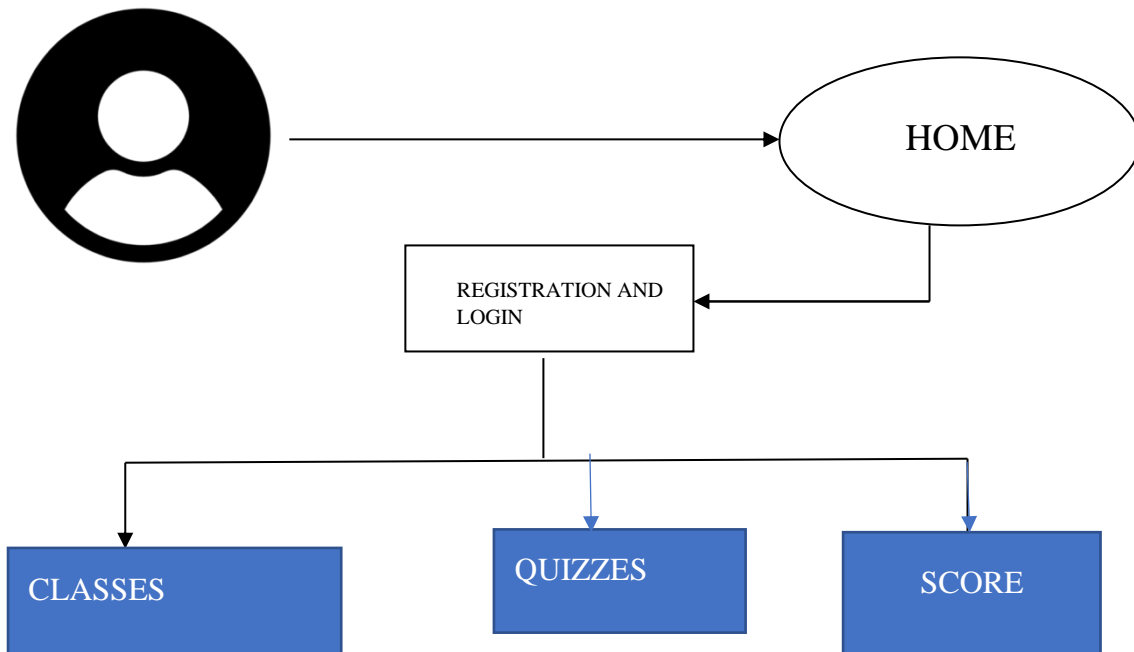 HOME
REGISTRATION AND
LOGIN
CLASSES
QUIZZES
SCORE